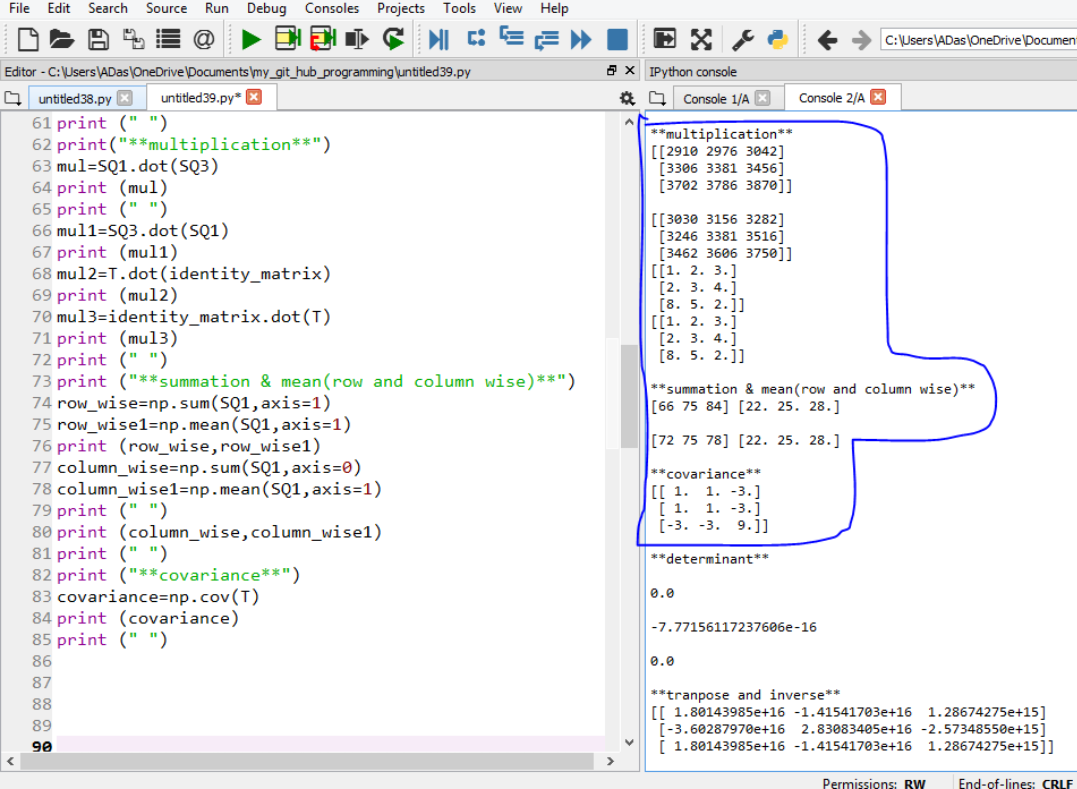 File Edit Search Source Run Debug Consoles Projects Tools View Help
C:\Users\ADas\OneDrive\Document
Editor - C:\Users\ADas\OneDrive\Documents\my_git_hub_programming\untitled39.py
untitled38.py untitled39.py*
61 print (" ")
62 print("**multiplication**")
63 mul=SQ1.dot(SQ3)
64 print (mul)
65 print (" ")
66 mul1=SQ3.dot(SQ1)
67 print (mul1)
68 mul2=T.dot(identity_matrix)
69 print (mul2)
70 mul3=identity_matrix.dot(T)
71 print (mul3)
72 print (" ")
73 print ("**summation & mean(row and column wise)**")
74 row_wise=np.sum(SQ1,axis=1)
75 row_wise1=np.mean(SQ1,axis=1)
76 print (row_wise,row_wise1)
77 column_wise=np.sum(SQ1,axis=0)
78 column_wise1=np.mean(SQ1,axis=1)
79 print (" ")
80 print (column_wise,column_wise1)
81 print (" ")
82 print ("**covariance**")
83 covariance=np.cov(T)
84 print (covariance)
85 print (" ")
86
87
88
89
90
IPython console
Console 1/A Console 2/A
**multiplication**
[[2910 2976 3042]
[3306 3381 3456]
[3702 3786 3870]]
[[3030 3156 3282]
[3246 3381 3516]
[3462 3606 3750]]
[[1. 2. 3.]
[2. 3. 4.]
[8. 5. 2.]]
[[1. 2. 3.]
[2. 3. 4.]
[8. 5. 2.]]
**summation & mean(row and column wise)**
[66 75 84] [22. 25. 28.]
[72 75 78] [22. 25. 28.]
**covariance**
[[ 1. 1. -3.]
[ 1. 1. -3.]
[-3. -3. 9.]]
**determinant**
0.0
-7.77156117237606e-16
0.0
**tranpose and inverse**
[[ 1.80143985e+16 -1.41541703e+16 1.28674275e+15]
[-3.60287970e+16 2.83083405e+16 -2.57348550e+15]
[ 1.80143985e+16 -1.41541703e+16 1.28674275e+15]]
Permissions: RW End-of-lines: CRLF